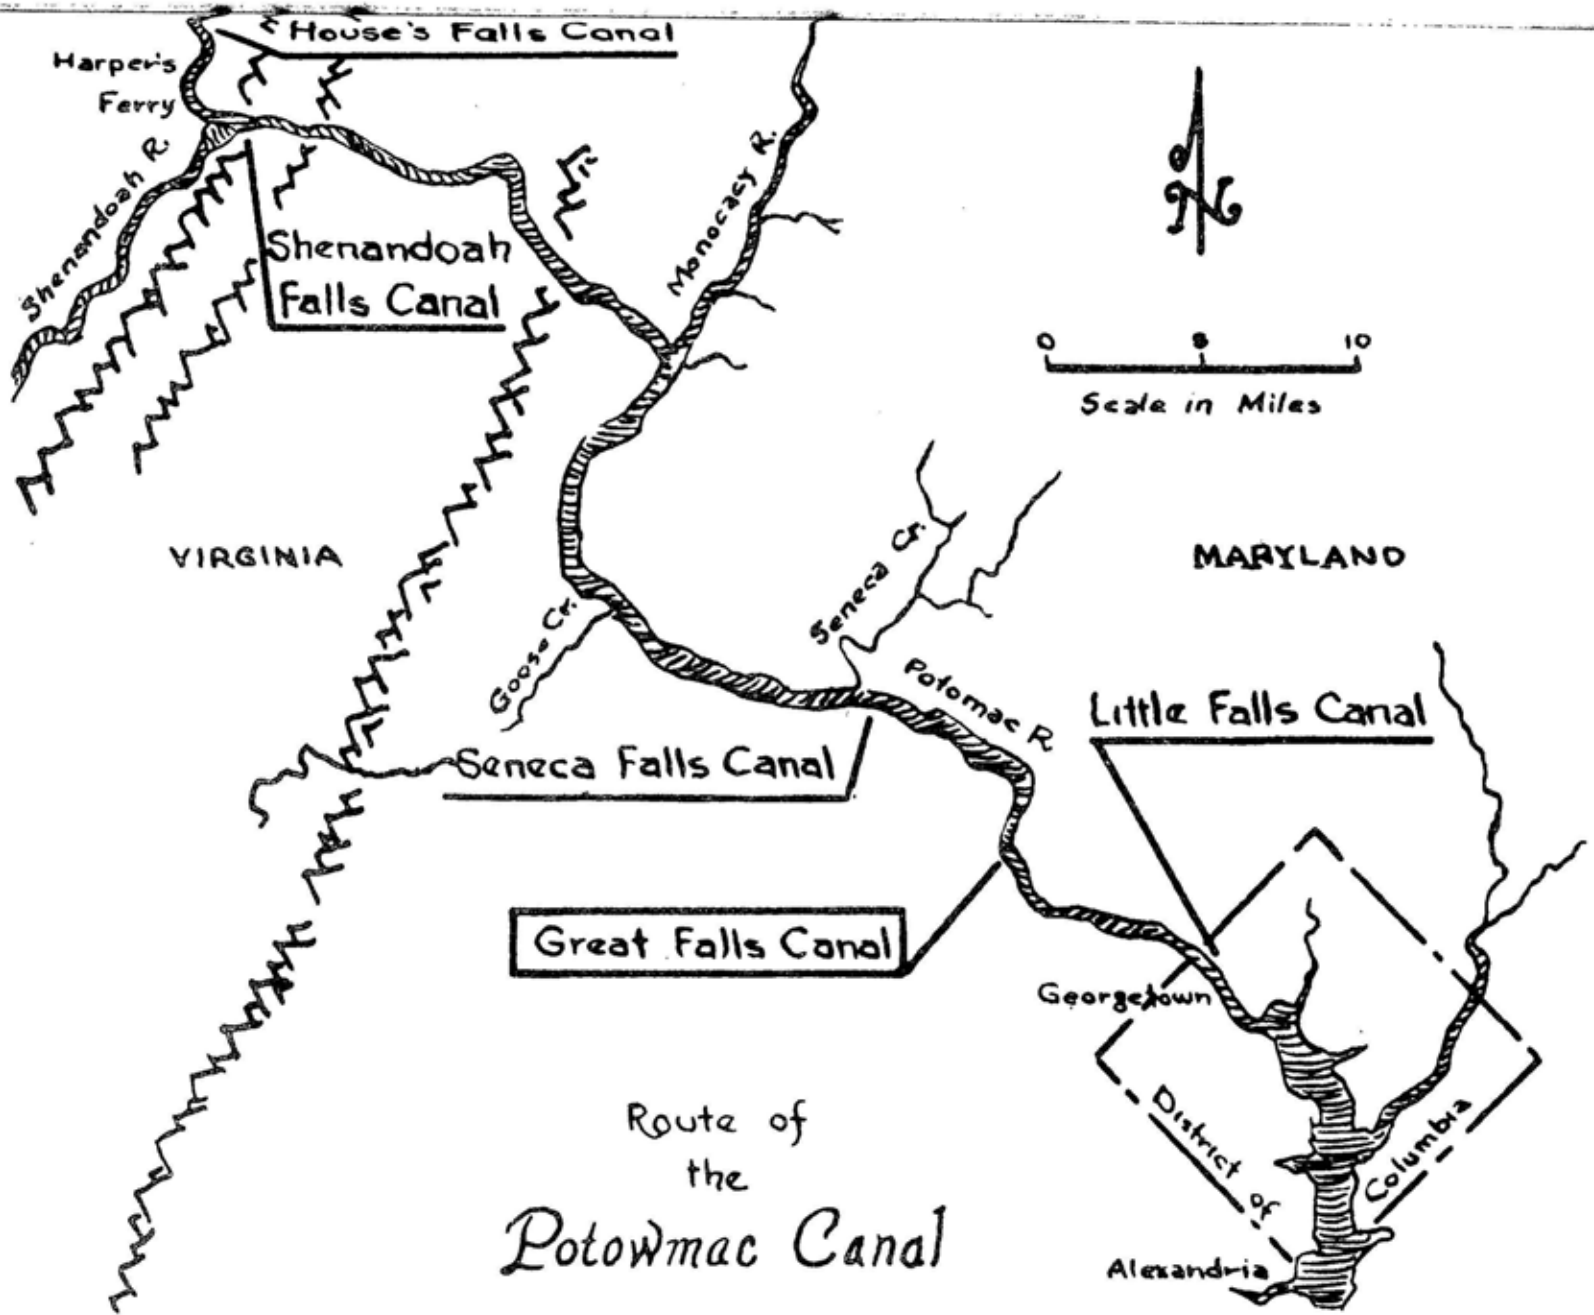 House's Falls Canal
Harper's
Ferry
Shenandoah R.
Monocacy R.
N
Shenandoah
Falls Canal
0 5 10
Scale in Miles
VIRGINIA
MARYLAND
Seneca Cr.
Goose Cr.
Potomac R.
Little Falls Canal
Seneca Falls Canal
Great Falls Canal
Georgetown
District of
Columbia
Route of
the
Potowmac Canal
Alexandria